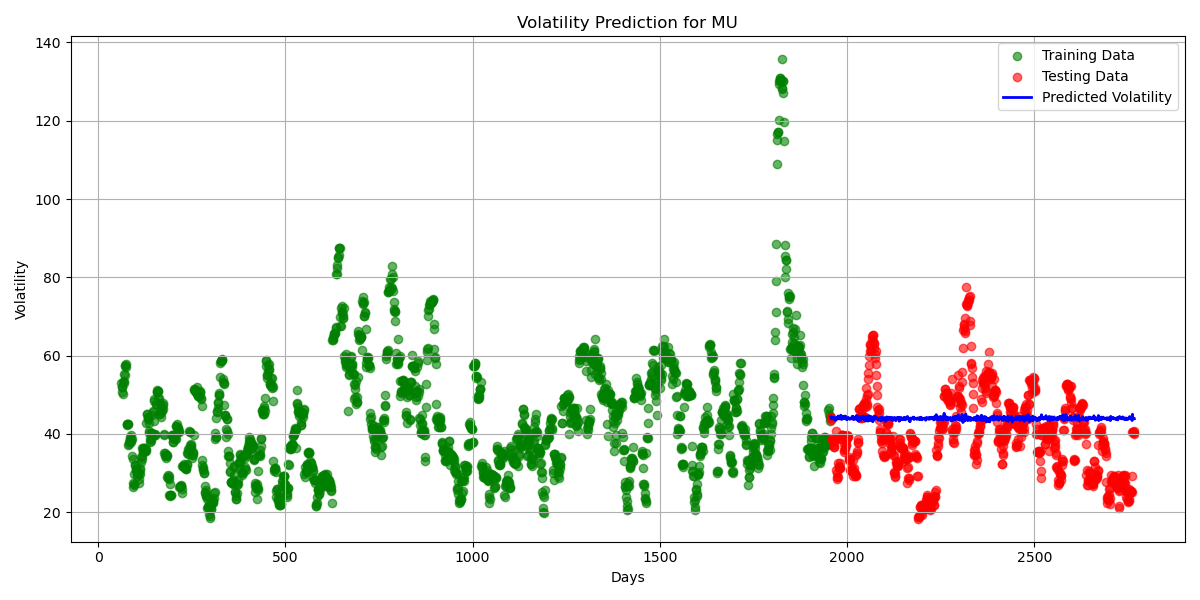 Volatility Prediction for MU
140
120
100
80
60
40
20
Volatility
0
500
1000
1500
2000
2500
Days
Training Data
Testing Data
Predicted Volatility